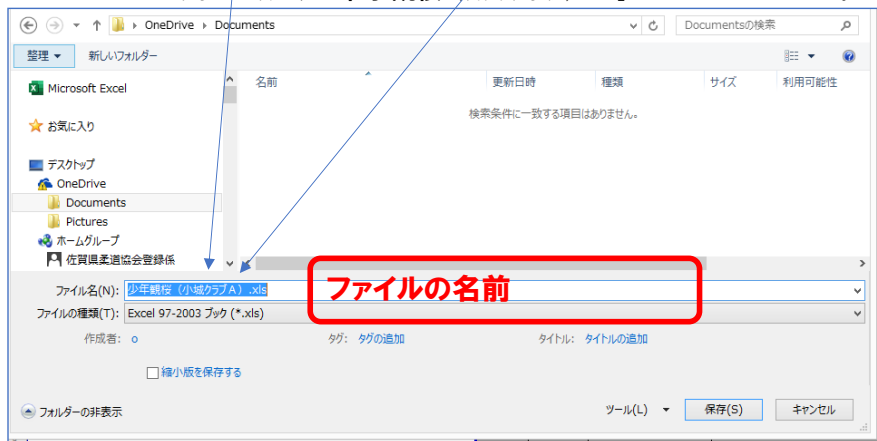 OneDrive ▸ Documents
Documentsの検索
整理 新しいフォルダー
Microsoft Excel
お気に入り
デスクトップ
OneDrive
Documents
Pictures
ホームグループ
佐賀県柔道協会登録係
名前 更新日時 種類 サイズ 利用可能性
検索条件に一致する項目はありません。
ファイル名(N): 少年観桜（小城クラブA）.xls
ファイルの名前
ファイルの種類(T): Excel 97-2003 ブック (*.xls)
作成者: o タグ: タグの追加 タイトル: タイトルの追加
縮小版を保存する
フォルダーの非表示 ツール(L) 保存(S) キャンセル